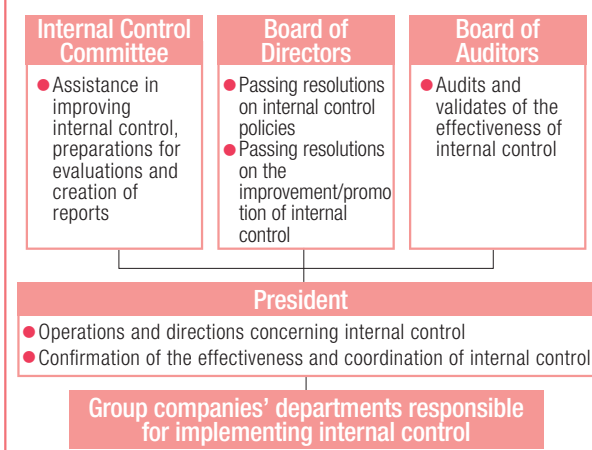 Internal Control
Committee
● Assistance in
improving
internal control,
preparations for
evaluations and
creation of
reports
Board of
Directors
● Passing resolutions
on internal control
policies
● Passing resolutions
on the
improvement/promo
tion of internal
control
Board of
Auditors
● Audits and
validates of the
effectiveness of
internal control
President
● Operations and directions concerning internal control
● Confirmation of the effectiveness and coordination of internal control
Group companies’ departments responsible
for implementing internal control